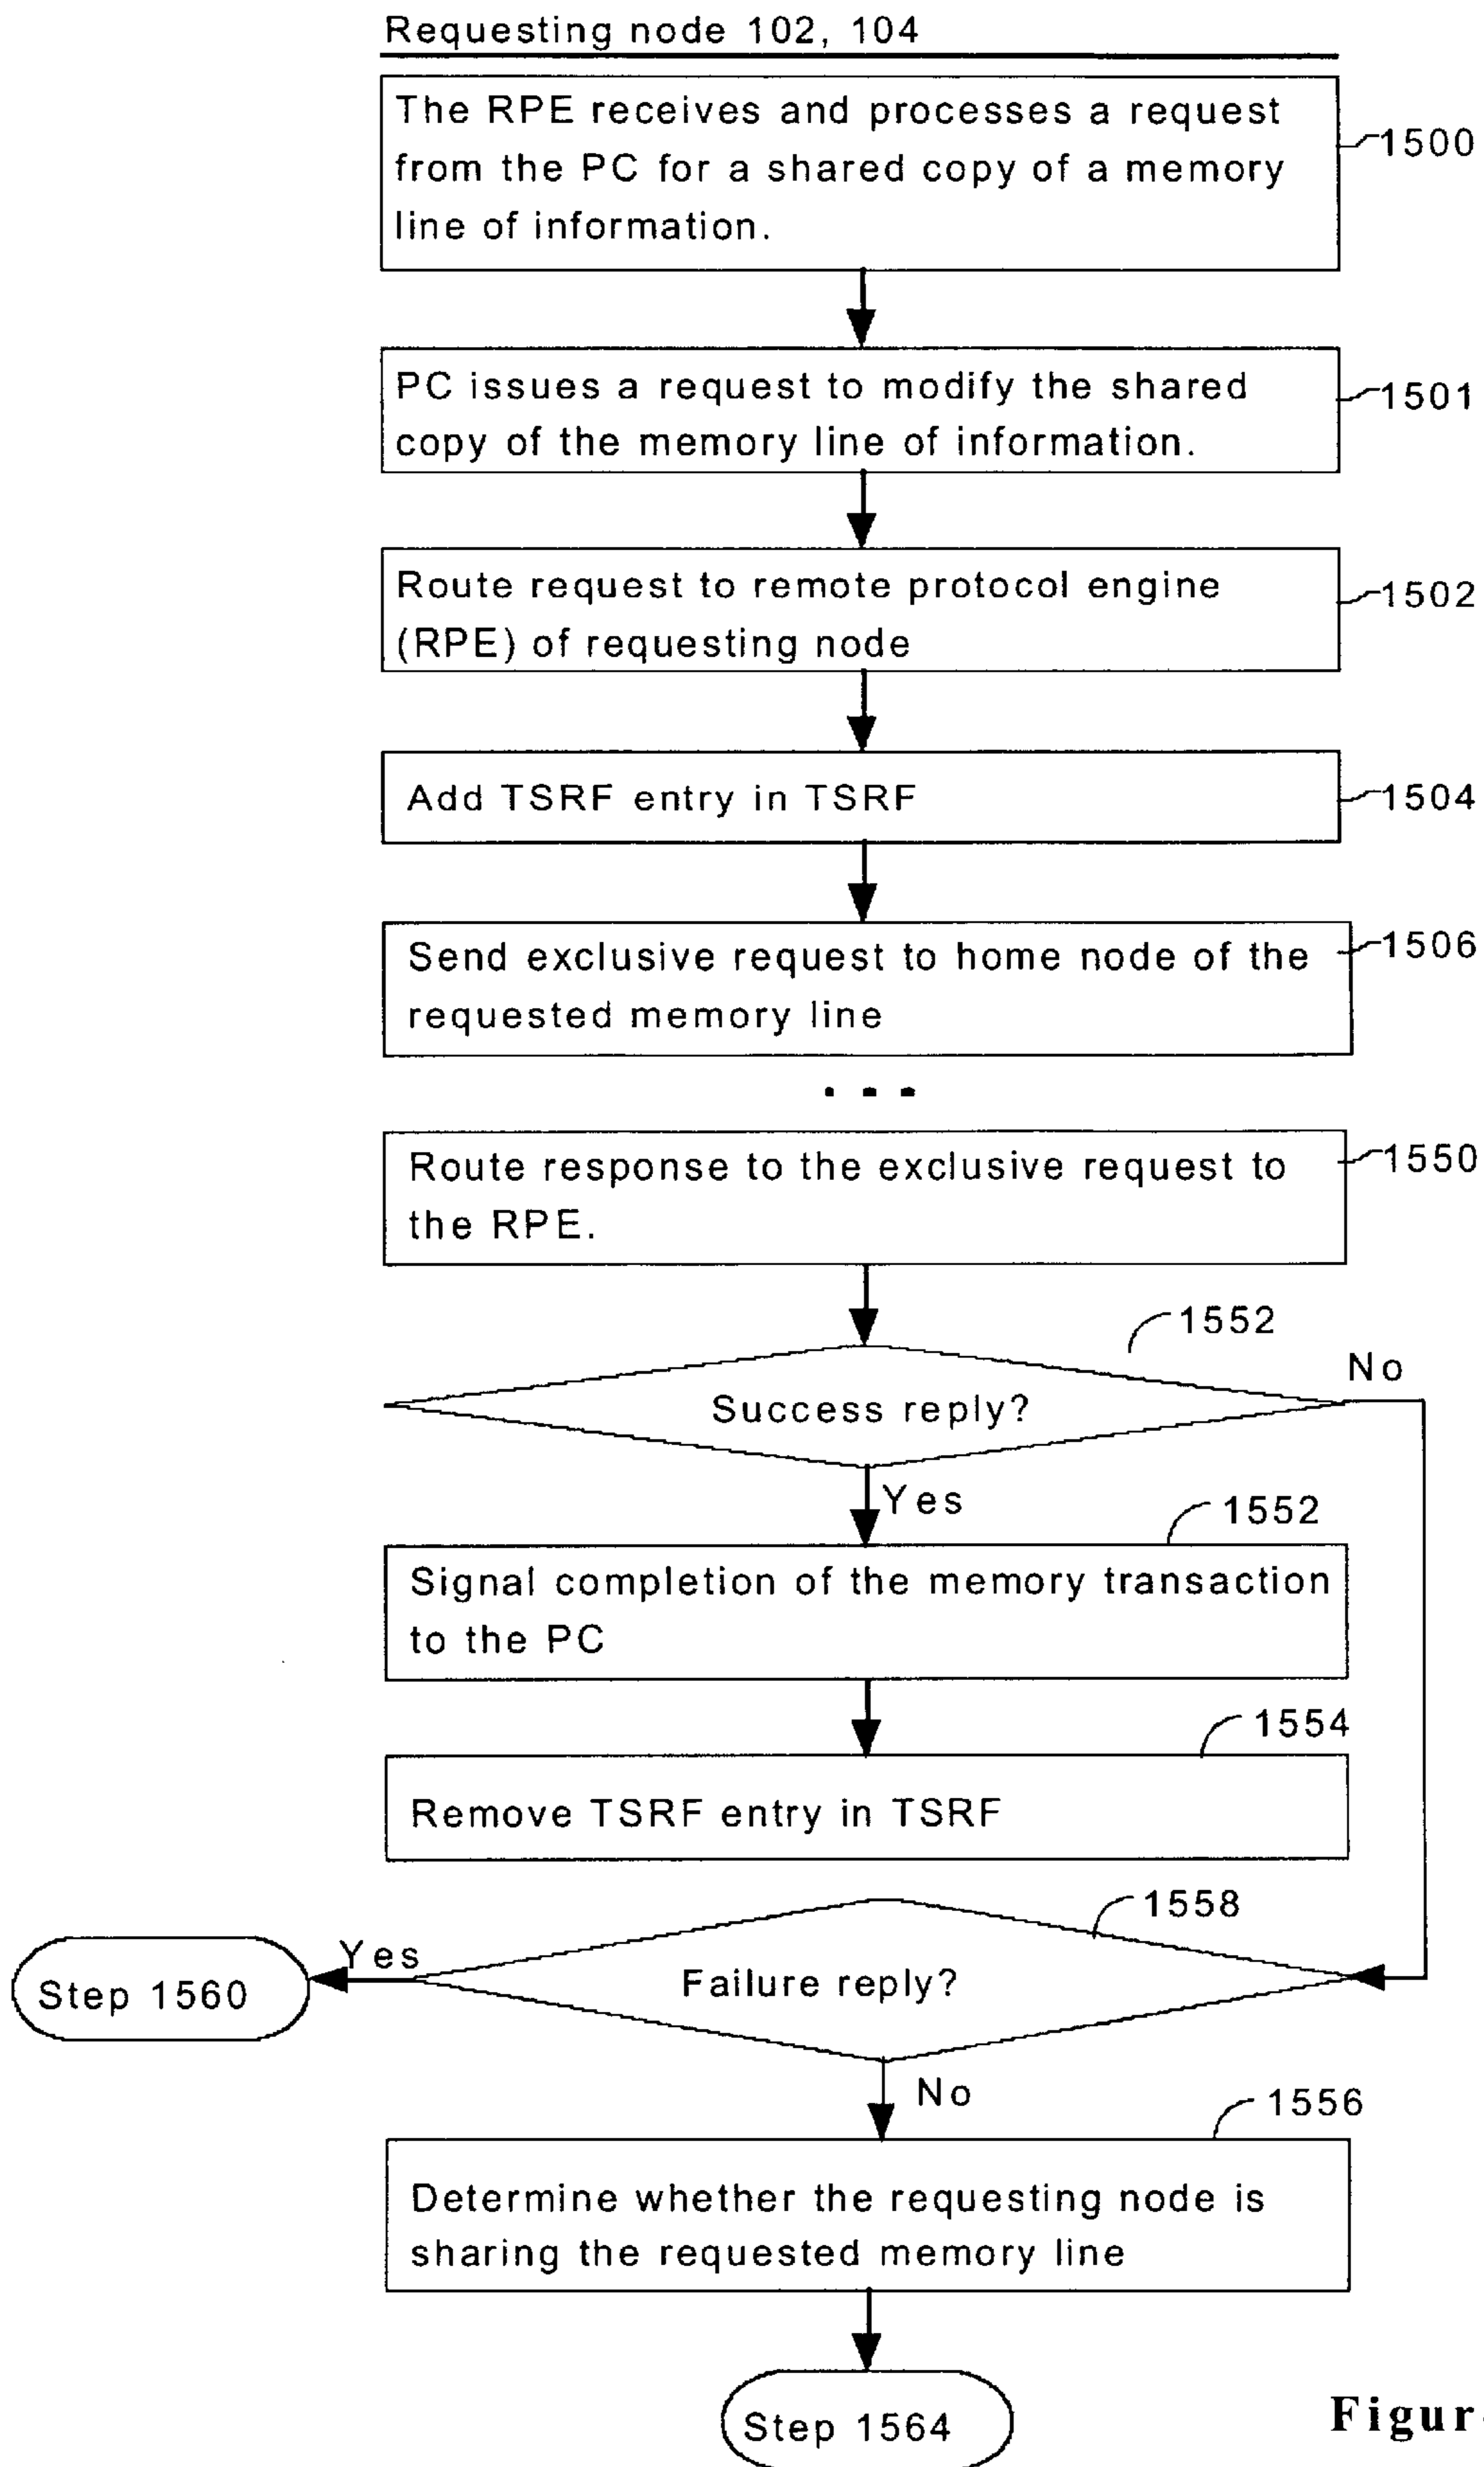 Requesting node 102, 104
The RPE receives and processes a request
from the PC for a shared copy of a memory
line of information.
1500
PC issues a request to modify the shared
copy of the memory line of information.
1501
Route request to remote protocol engine
(RPE) of requesting node
1502
Add TSRF entry in TSRF
1504
Send exclusive request to home node of the
requested memory line
1506
. . .
Route response to the exclusive request to
the RPE.
1550
1552
No
Success reply?
Yes
1552
Signal completion of the memory transaction
to the PC
1554
Remove TSRF entry in TSRF
1558
Yes
Failure reply?
Step 1560
No
1556
Determine whether the requesting node is
sharing the requested memory line
Step 1564